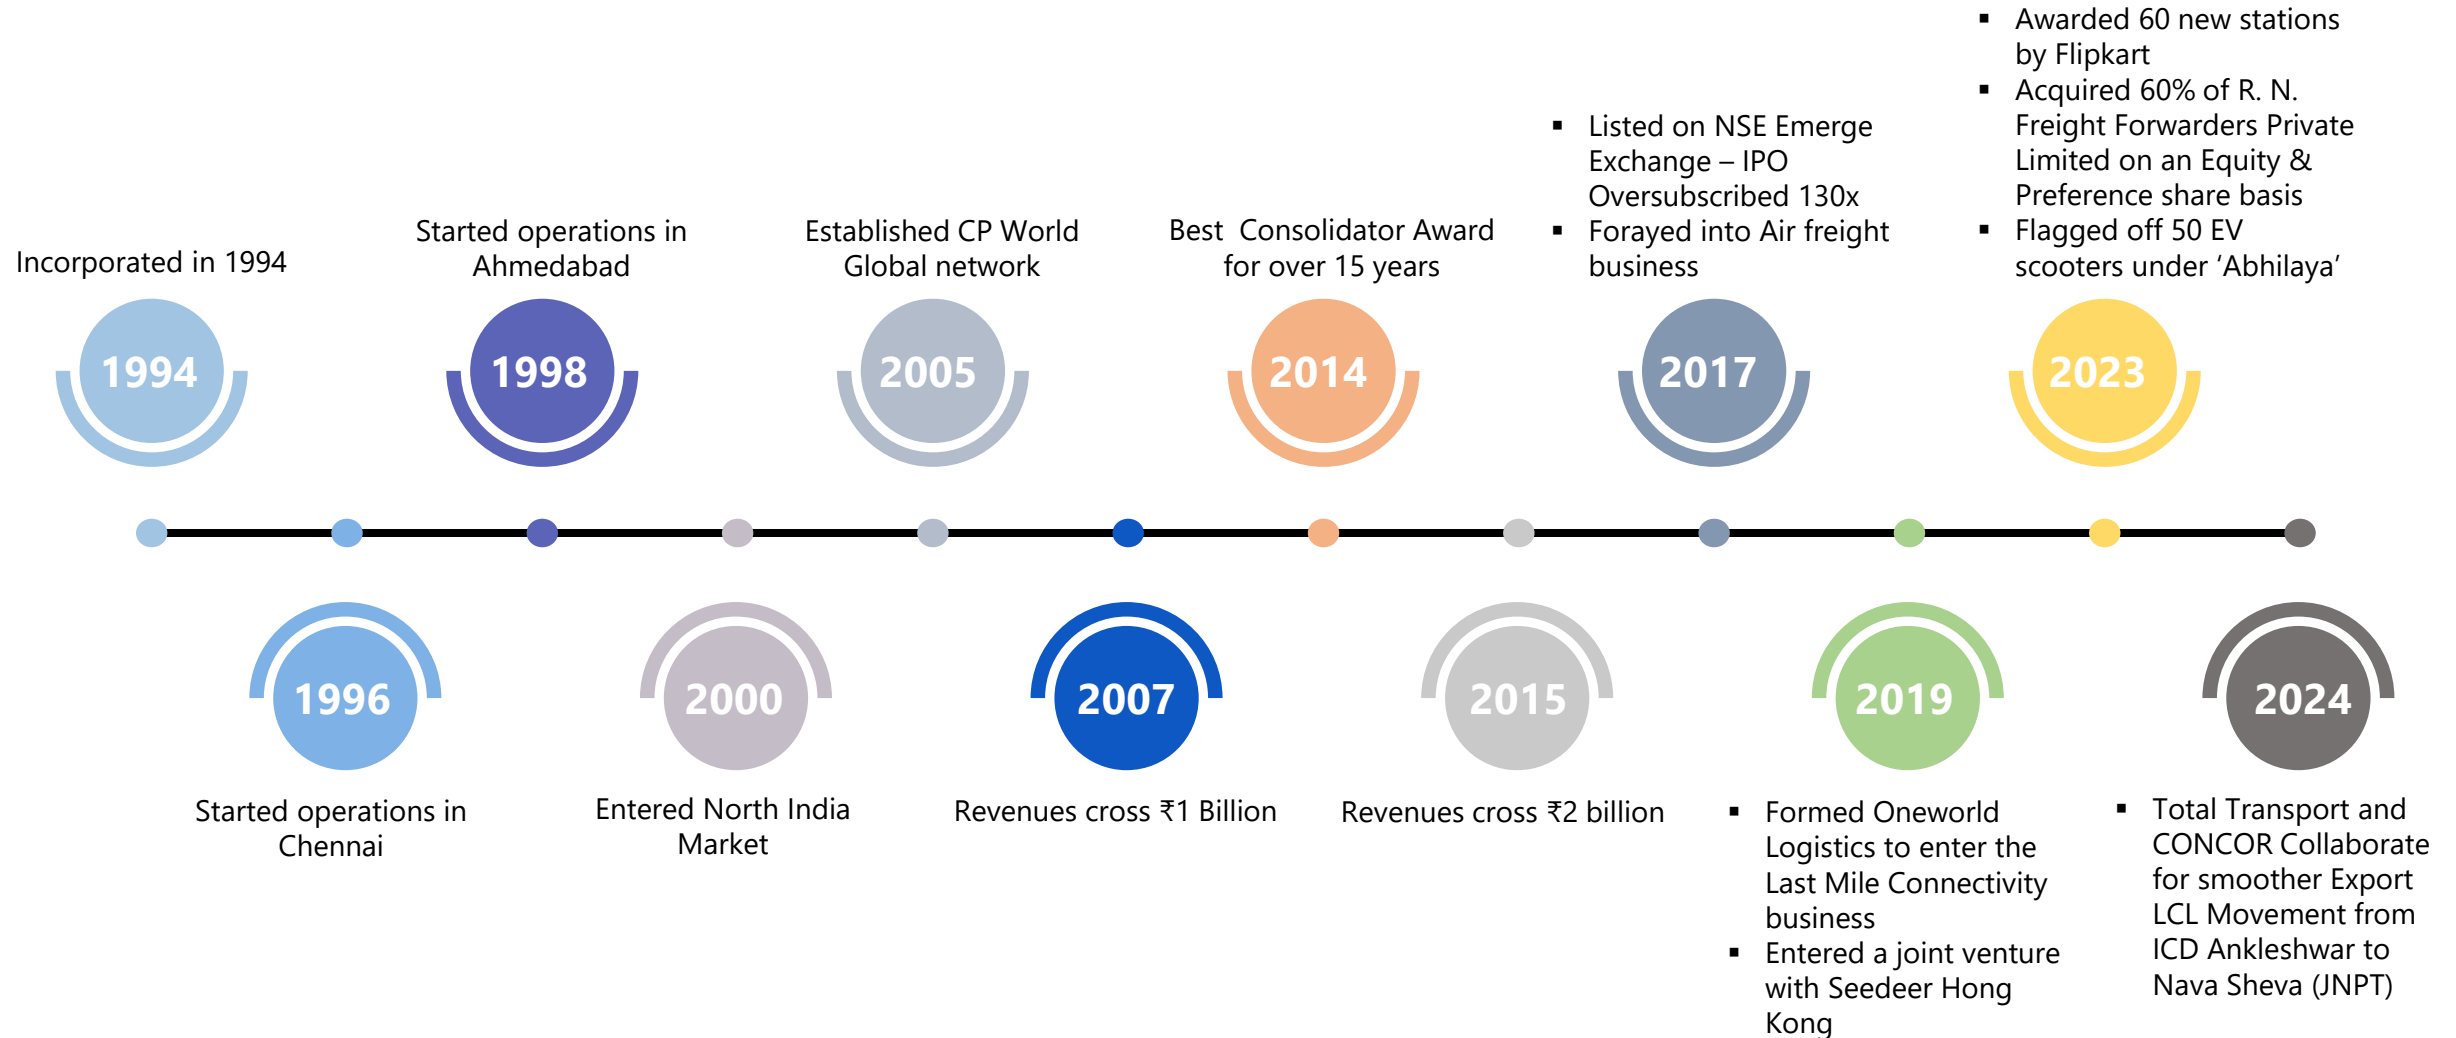 Incorporated in 1994
1994
Started operations in
Ahmedabad
1998
Established CP World
Global network
2005
Best  Consolidator Award
for over 15 years
2014
▪ Listed on NSE Emerge
Exchange – IPO
Oversubscribed 130x
▪ Forayed into Air freight
business
2017
▪ Awarded 60 new stations
by Flipkart
▪ Acquired 60% of R. N.
Freight Forwarders Private
Limited on an Equity &
Preference share basis
▪ Flagged off 50 EV
scooters under ‘Abhilaya’
2023
1996
Started operations in
Chennai
2000
Entered North India
Market
2007
Revenues cross ₹1 Billion
2015
Revenues cross ₹2 billion
2019
▪ Formed Oneworld
Logistics to enter the
Last Mile Connectivity
business
▪ Entered a joint venture
with Seedeer Hong
Kong
2024
▪ Total Transport and
CONCOR Collaborate
for smoother Export
LCL Movement from
ICD Ankleshwar to
Nava Sheva (JNPT)